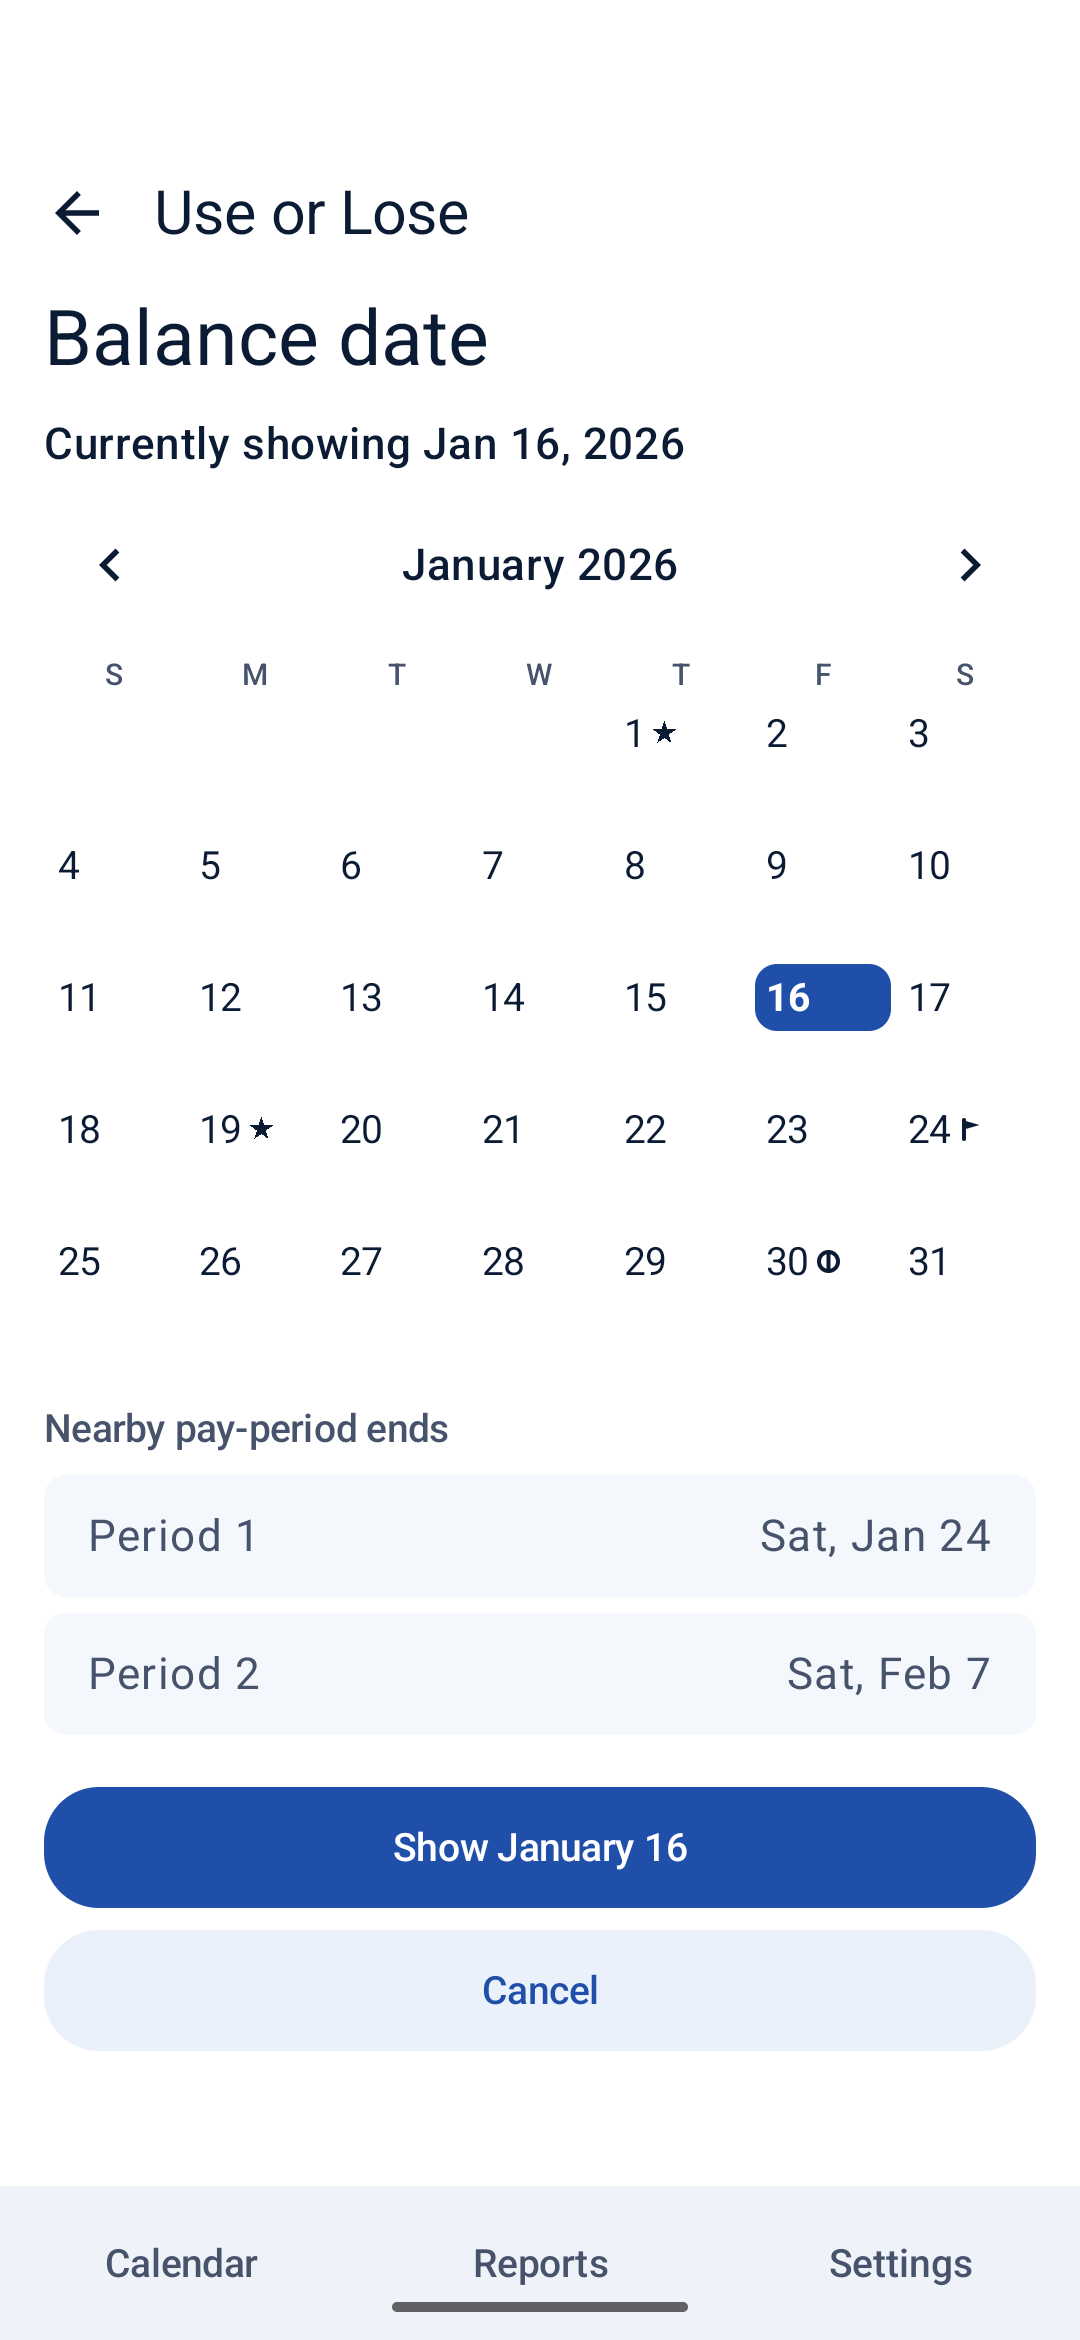 Use or Lose
Balance date
Currently showing Jan 16, 2026
January 2026
S M T W T F S
1 ★ 2 3
4 5 6 7 8 9 10
11 12 13 14 15 16 17
18 19 ★ 20 21 22 23 24
25 26 27 28 29 30 31
Nearby pay-period ends
Period 1 Sat, Jan 24
Period 2 Sat, Feb 7
Show January 16
Cancel
Calendar Reports Settings